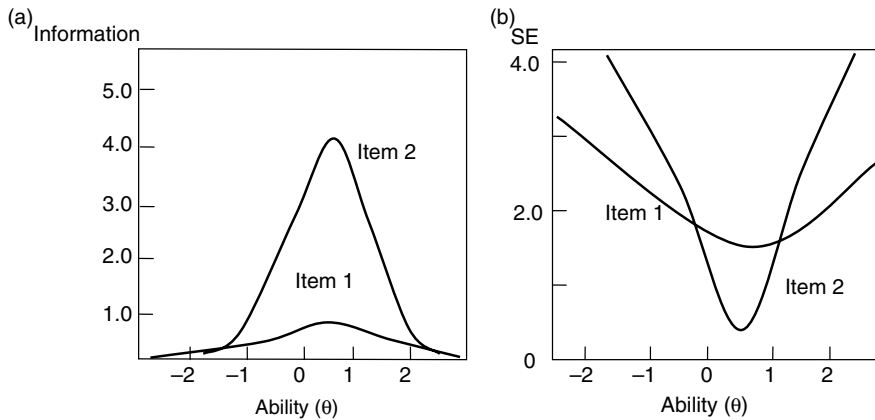 (a)
Information
5.0
4.0
3.0
2.0
1.0
Item 2
Item 1
–2 –1 0 1 2
Ability (θ)
(b)
SE
4.0
2.0
0
Item 1
Item 2
–2 –1 0 1 2
Ability (θ)